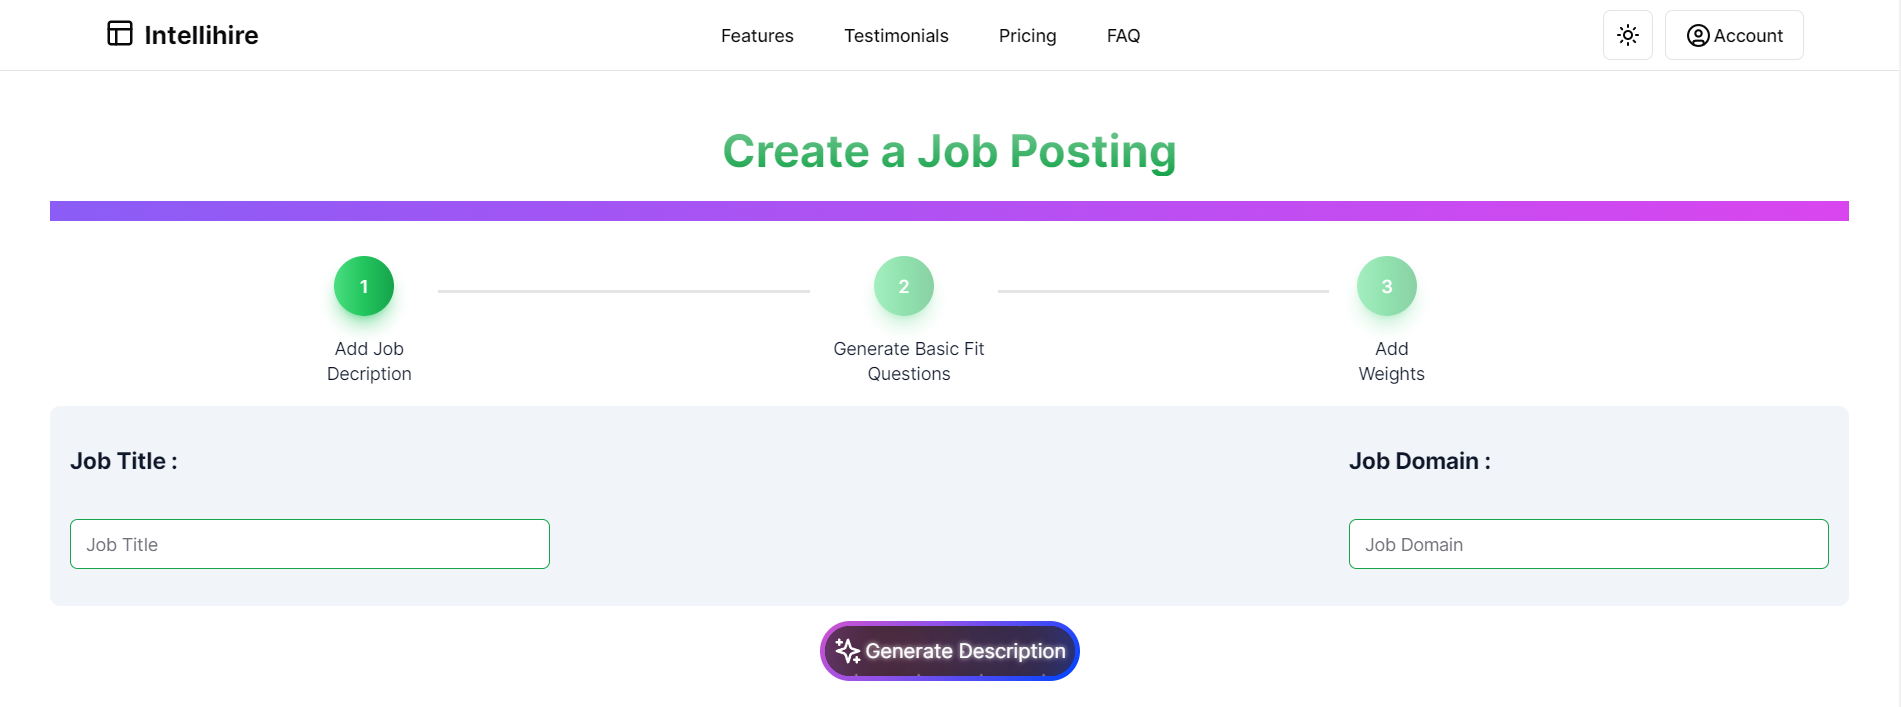 Intellihire
Features
Testimonials
Pricing
FAQ
Account
Create a Job Posting
1
2
3
Add Job
Decription
Generate Basic Fit
Questions
Add
Weights
Job Title :
Job Domain :
Job Title
Job Domain
Generate Description